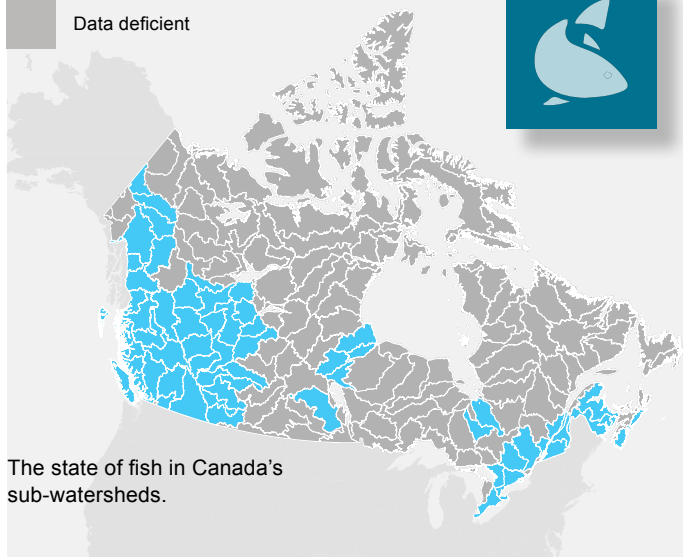 Data deficient
The state of fish in Canada’s
sub-watersheds.